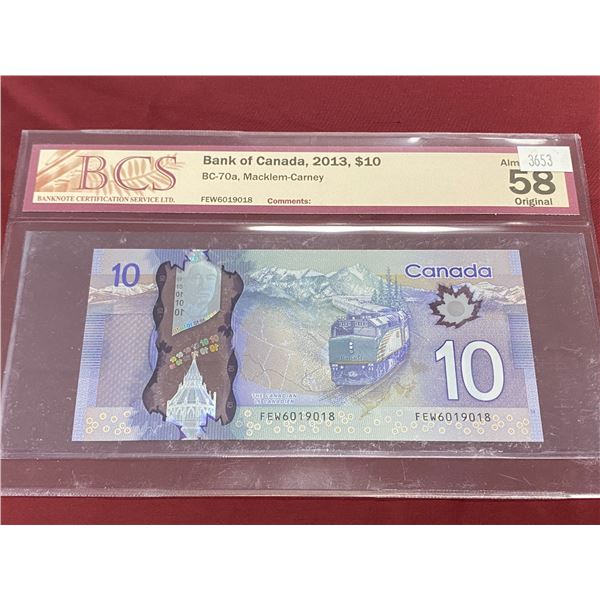 BCS
BANKNOTE CERTIFICATION SERVICE LTD.
Bank of Canada, 2013, $10
BC-70a, Macklem-Carney
FEW6019018 Comments:
3653
58
Original
10
Canada
10
THE CANADIAN
LE CANADIEN
FEW6019018
FEW6019018